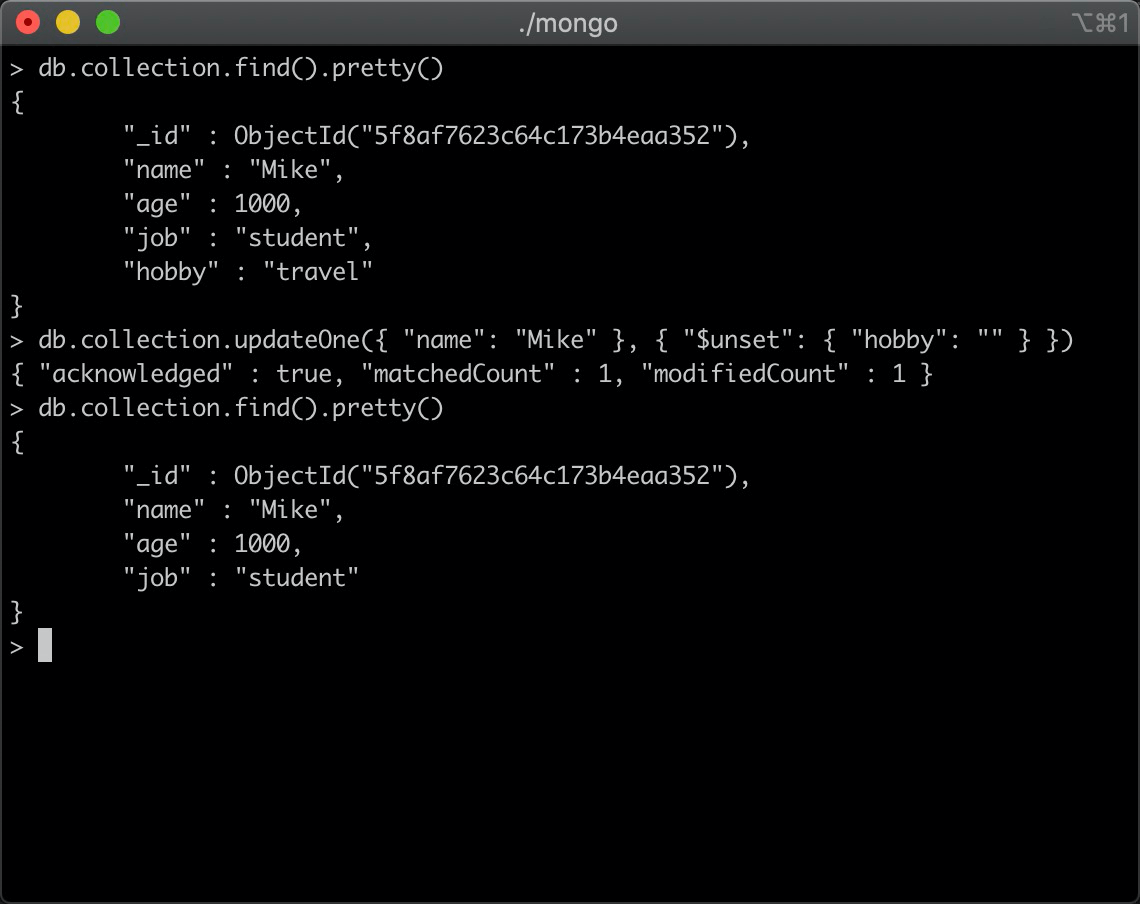 ./mongo
⌥⌘1
> db.collection.find().pretty()
{
        "_id" : ObjectId("5f8af7623c64c173b4eaa352"),
        "name" : "Mike",
        "age" : 1000,
        "job" : "student",
        "hobby" : "travel"
}
> db.collection.updateOne({ "name": "Mike" }, { "$unset": { "hobby": "" } })
{ "acknowledged" : true, "matchedCount" : 1, "modifiedCount" : 1 }
> db.collection.find().pretty()
{
        "_id" : ObjectId("5f8af7623c64c173b4eaa352"),
        "name" : "Mike",
        "age" : 1000,
        "job" : "student"
}
>